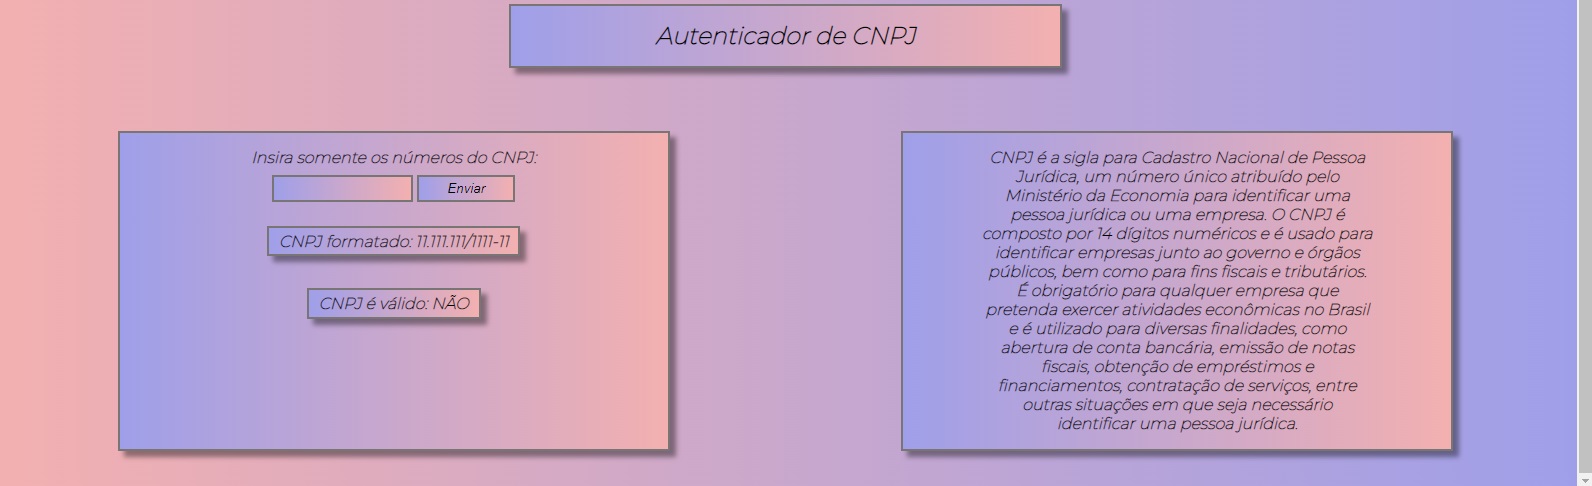 Autenticador de CNPJ
Insira somente os números do CNPJ:
Enviar
CNPJ formatado: 11.111.111/1111-11
CNPJ é válido: NÃO
CNPJ é a sigla para Cadastro Nacional de Pessoa
Jurídica, um número único atribuído pelo
Ministério da Economia para identificar uma
pessoa jurídica ou uma empresa. O CNPJ é
composto por 14 dígitos numéricos e é usado para
identificar empresas junto ao governo e órgãos
públicos, bem como para fins fiscais e tributários.
É obrigatório para qualquer empresa que
pretenda exercer atividades econômicas no Brasil
e é utilizado para diversas finalidades, como
abertura de conta bancária, emissão de notas
fiscais, obtenção de empréstimos e
financiamentos, contratação de serviços, entre
outras situações em que seja necessário
identificar uma pessoa jurídica.